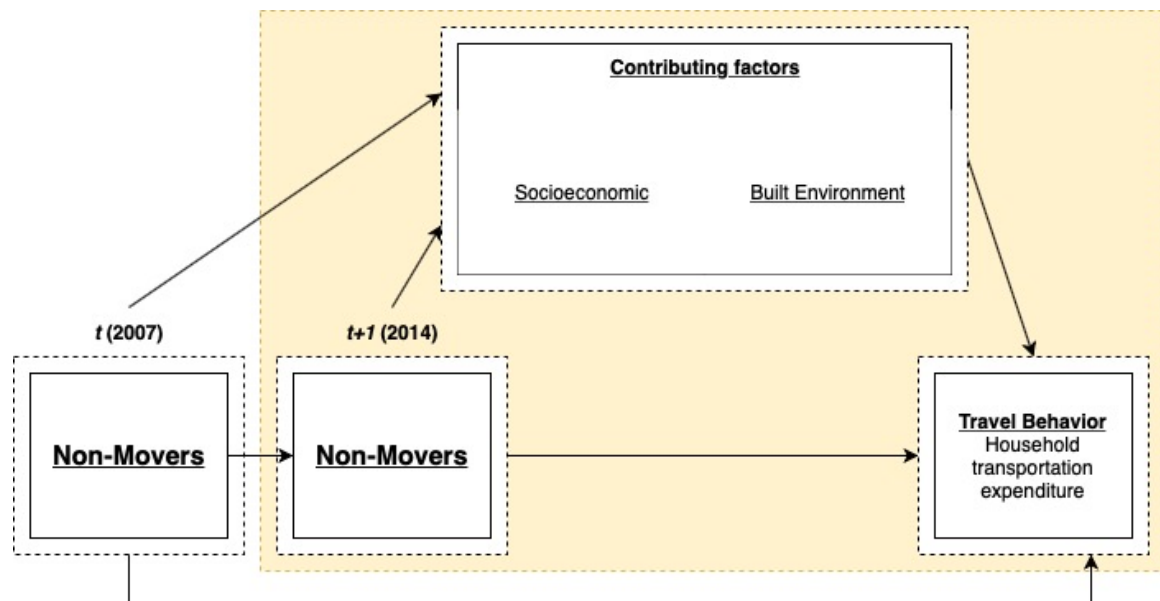 Contributing factors
Socioeconomic
Built Environment
t (2007)
t+1 (2014)
Non-Movers
Non-Movers
Travel Behavior
Household
transportation
expenditure